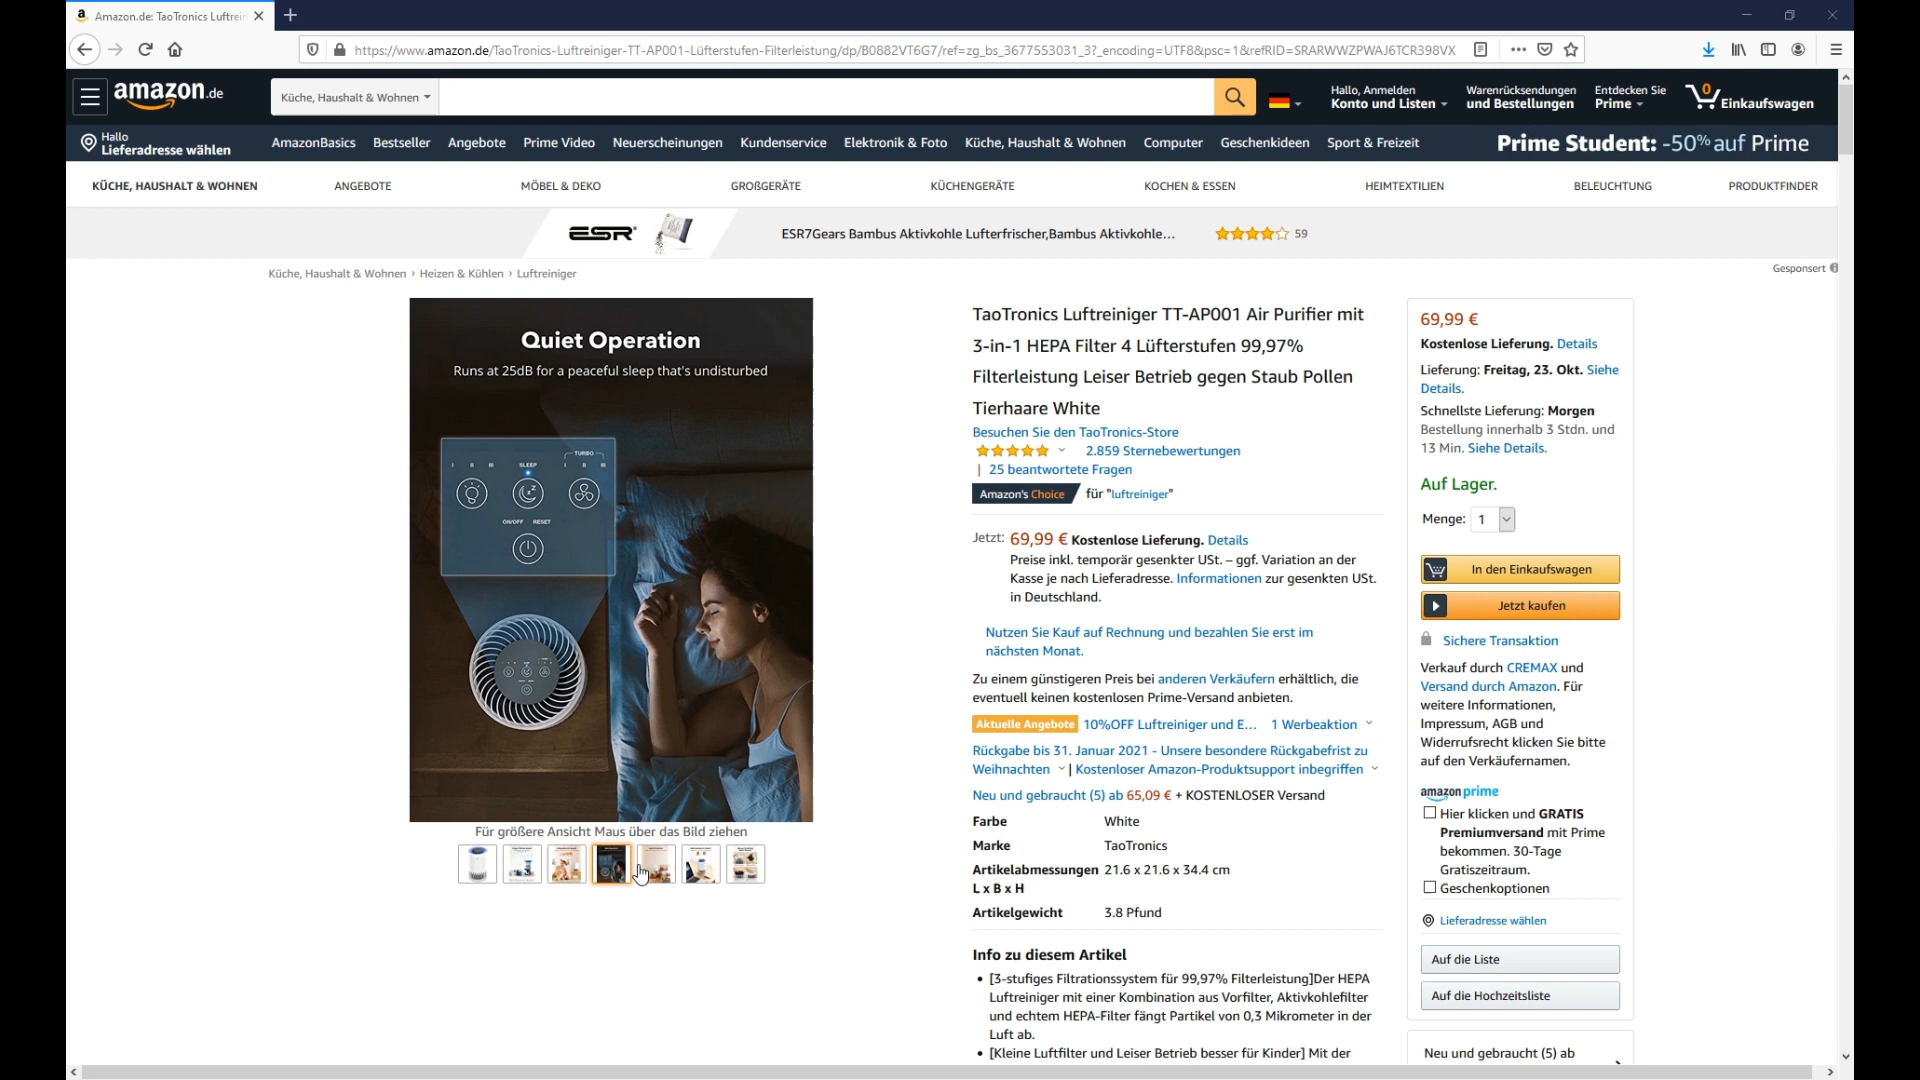 Amazon.de: TaoTronics Luftrein
https://www.amazon.de/TaoTronics-Luftreiniger-TT-AP001-Lüfterstufen-Filterleistung/dp/B0882VT6G7/ref=zg_bs_3677553031_3?_encoding=UTF8&psc=1&refRID=SRARWWZPWAJ6TCR398VX
amazon.de
Küche, Haushalt & Wohnen
Hallo, Anmelden
Konto und Listen
Warenrücksendungen
und Bestellungen
Entdecken Sie
Prime
0
Einkaufswagen
Hallo
Lieferadresse wählen
AmazonBasics Bestseller Angebote Prime Video Neuerscheinungen Kundenservice Elektronik & Foto Küche, Haushalt & Wohnen Computer Geschenkideen Sport & Freizeit
Prime Student: -50% auf Prime
KÜCHE, HAUSHALT & WOHNEN ANGEBOTE MÖBEL & DEKO GROßGERÄTE KÜCHENGERÄTE KOCHEN & ESSEN HEIMTEXTILIEN BELEUCHTUNG PRODUKTFINDER
ESR
ESR7Gears Bambus Aktivkohle Lufterfrischer,Bambus Aktivkohle... 59
Gesponsert
Küche, Haushalt & Wohnen › Heizen & Kühlen › Luftreiniger
Quiet Operation
Runs at 25dB for a peaceful sleep that's undisturbed
TURBO
I II III SLEEP I II III
ON/OFF RESET
Für größere Ansicht Maus über das Bild ziehen
TaoTronics Luftreiniger TT-AP001 Air Purifier mit
3-in-1 HEPA Filter 4 Lüfterstufen 99,97%
Filterleistung Leiser Betrieb gegen Staub Pollen
Tierhaare White
Besuchen Sie den TaoTronics-Store
2.859 Sternebewertungen
| 25 beantwortete Fragen
Amazon's Choice für "luftreiniger"
Jetzt: 69,99 € Kostenlose Lieferung. Details
Preise inkl. temporär gesenkter USt. – ggf. Variation an der
Kasse je nach Lieferadresse. Informationen zur gesenkten USt.
in Deutschland.
Nutzen Sie Kauf auf Rechnung und bezahlen Sie erst im
nächsten Monat.
Zu einem günstigeren Preis bei anderen Verkäufern erhältlich, die
eventuell keinen kostenlosen Prime-Versand anbieten.
Aktuelle Angebote 10%OFF Luftreiniger und E... 1 Werbeaktion
Rückgabe bis 31. Januar 2021 - Unsere besondere Rückgabefrist zu
Weihnachten | Kostenloser Amazon-Produktsupport inbegriffen
Neu und gebraucht (5) ab 65,09 € + KOSTENLOSER Versand
Farbe White
Marke TaoTronics
Artikelabmessungen 21.6 x 21.6 x 34.4 cm
L x B x H
Artikelgewicht 3.8 Pfund
Info zu diesem Artikel
• [3-stufiges Filtrationssystem für 99,97% Filterleistung]Der HEPA
Luftreiniger mit einer Kombination aus Vorfilter, Aktivkohlefilter
und echtem HEPA-Filter fängt Partikel von 0,3 Mikrometer in der
Luft ab.
• [Kleine Luftfilter und Leiser Betrieb besser für Kinder] Mit der
69,99 €
Kostenlose Lieferung. Details
Lieferung: Freitag, 23. Okt. Siehe
Details.
Schnellste Lieferung: Morgen
Bestellung innerhalb 3 Stdn. und
13 Min. Siehe Details.
Auf Lager.
Menge: 1
In den Einkaufswagen
Jetzt kaufen
Sichere Transaktion
Verkauf durch CREMAX und
Versand durch Amazon. Für
weitere Informationen,
Impressum, AGB und
Widerrufsrecht klicken Sie bitte
auf den Verkäufernamen.
amazon prime
Hier klicken und GRATIS
Premiumversand mit Prime
bekommen. 30-Tage
Gratiszeitraum.
Geschenkoptionen
Lieferadresse wählen
Auf die Liste
Auf die Hochzeitsliste
Neu und gebraucht (5) ab